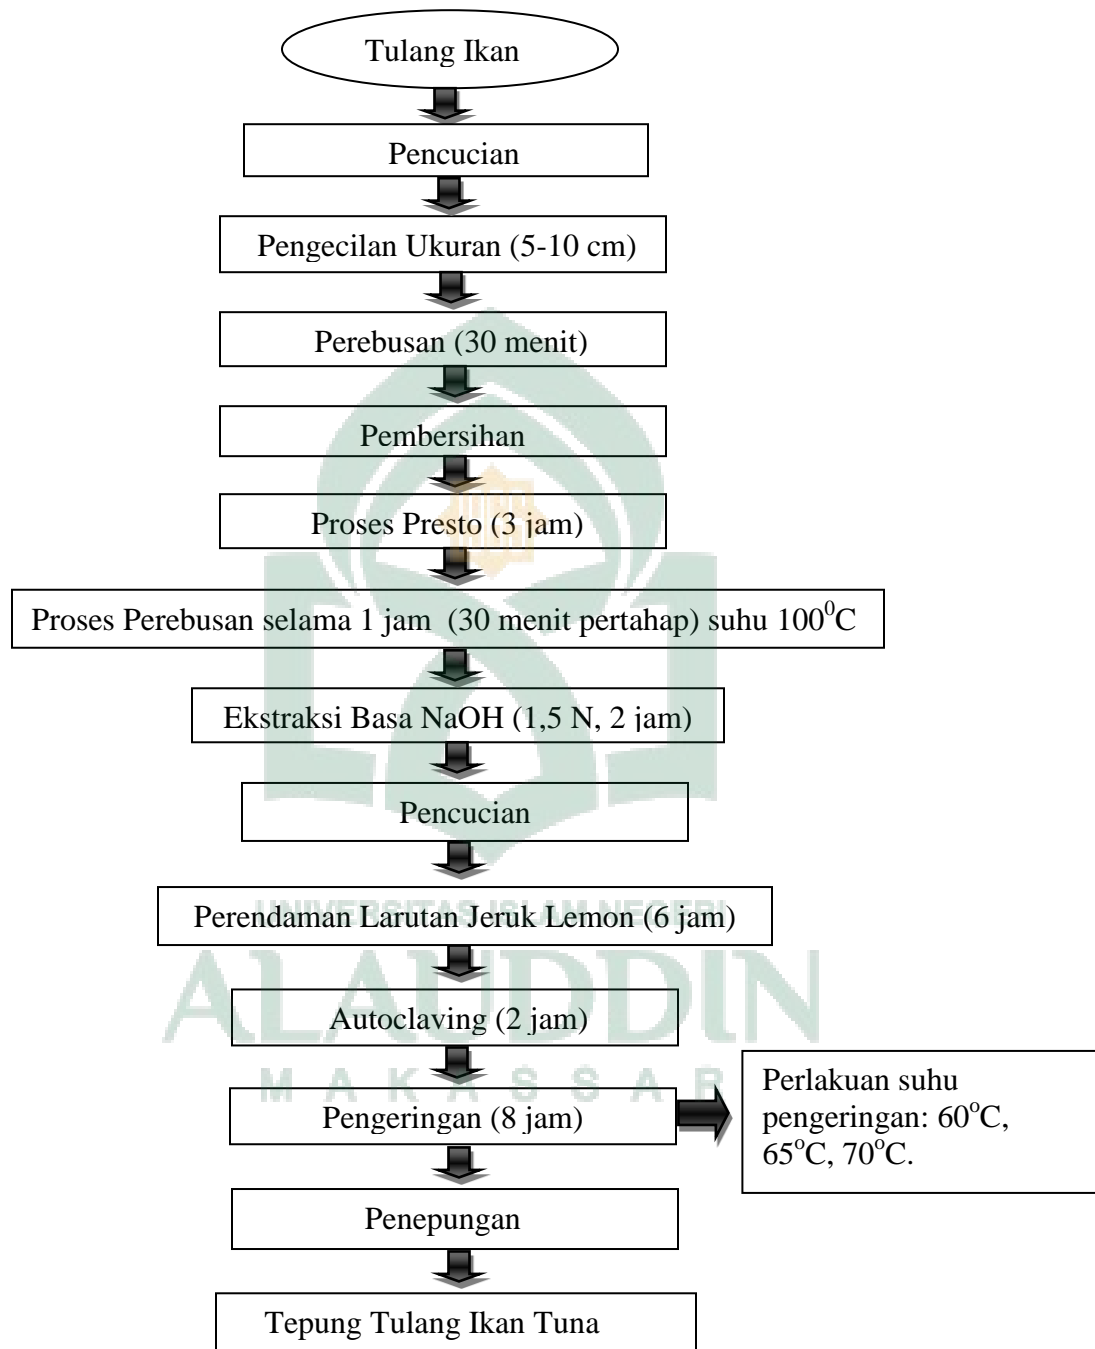 Tulang Ikan
Pencucian
Pengecilan Ukuran (5-10 cm)
Perebusan (30 menit)
Pembersihan
Proses Presto (3 jam)
Proses Perebusan selama 1 jam  (30 menit pertahap) suhu 100⁰C
Ekstraksi Basa NaOH (1,5 N, 2 jam)
Pencucian
UNIVERSITAS ISLAM NEGERI
Perendaman Larutan Jeruk Lemon (6 jam)
ALAUDDIN
Autoclaving (2 jam)
MAKASSAR
Pengeringan (8 jam)
Perlakuan suhu
pengeringan: 60°C,
65°C, 70°C.
Penepungan
Tepung Tulang Ikan Tuna